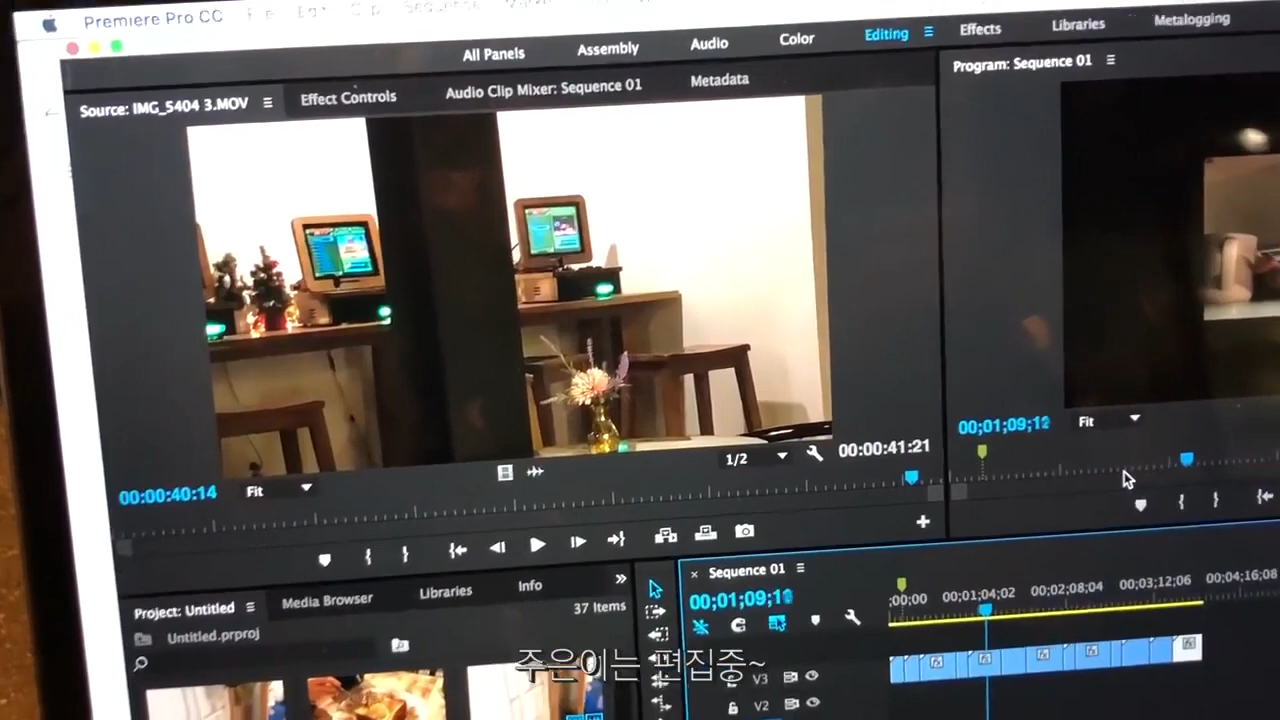 Premiere Pro CC File Edit Clip Sequence
All Panels Assembly Audio Color Editing Effects Libraries Metalogging
Source: IMG_5404 3.MOV Effect Controls Audio Clip Mixer: Sequence 01 Metadata
Program: Sequence 01
00:00:40:14 Fit 1/2 00:00:41:21
00;01;09;12 Fit
Project: Untitled Media Browser Libraries Info
Untitled.prproj 37 Items
Sequence 01
;00;00 00;01;04;02 00;02;08;04 00;03;12;06 00;04;16;08
V3
V2
주은이는 편집중~